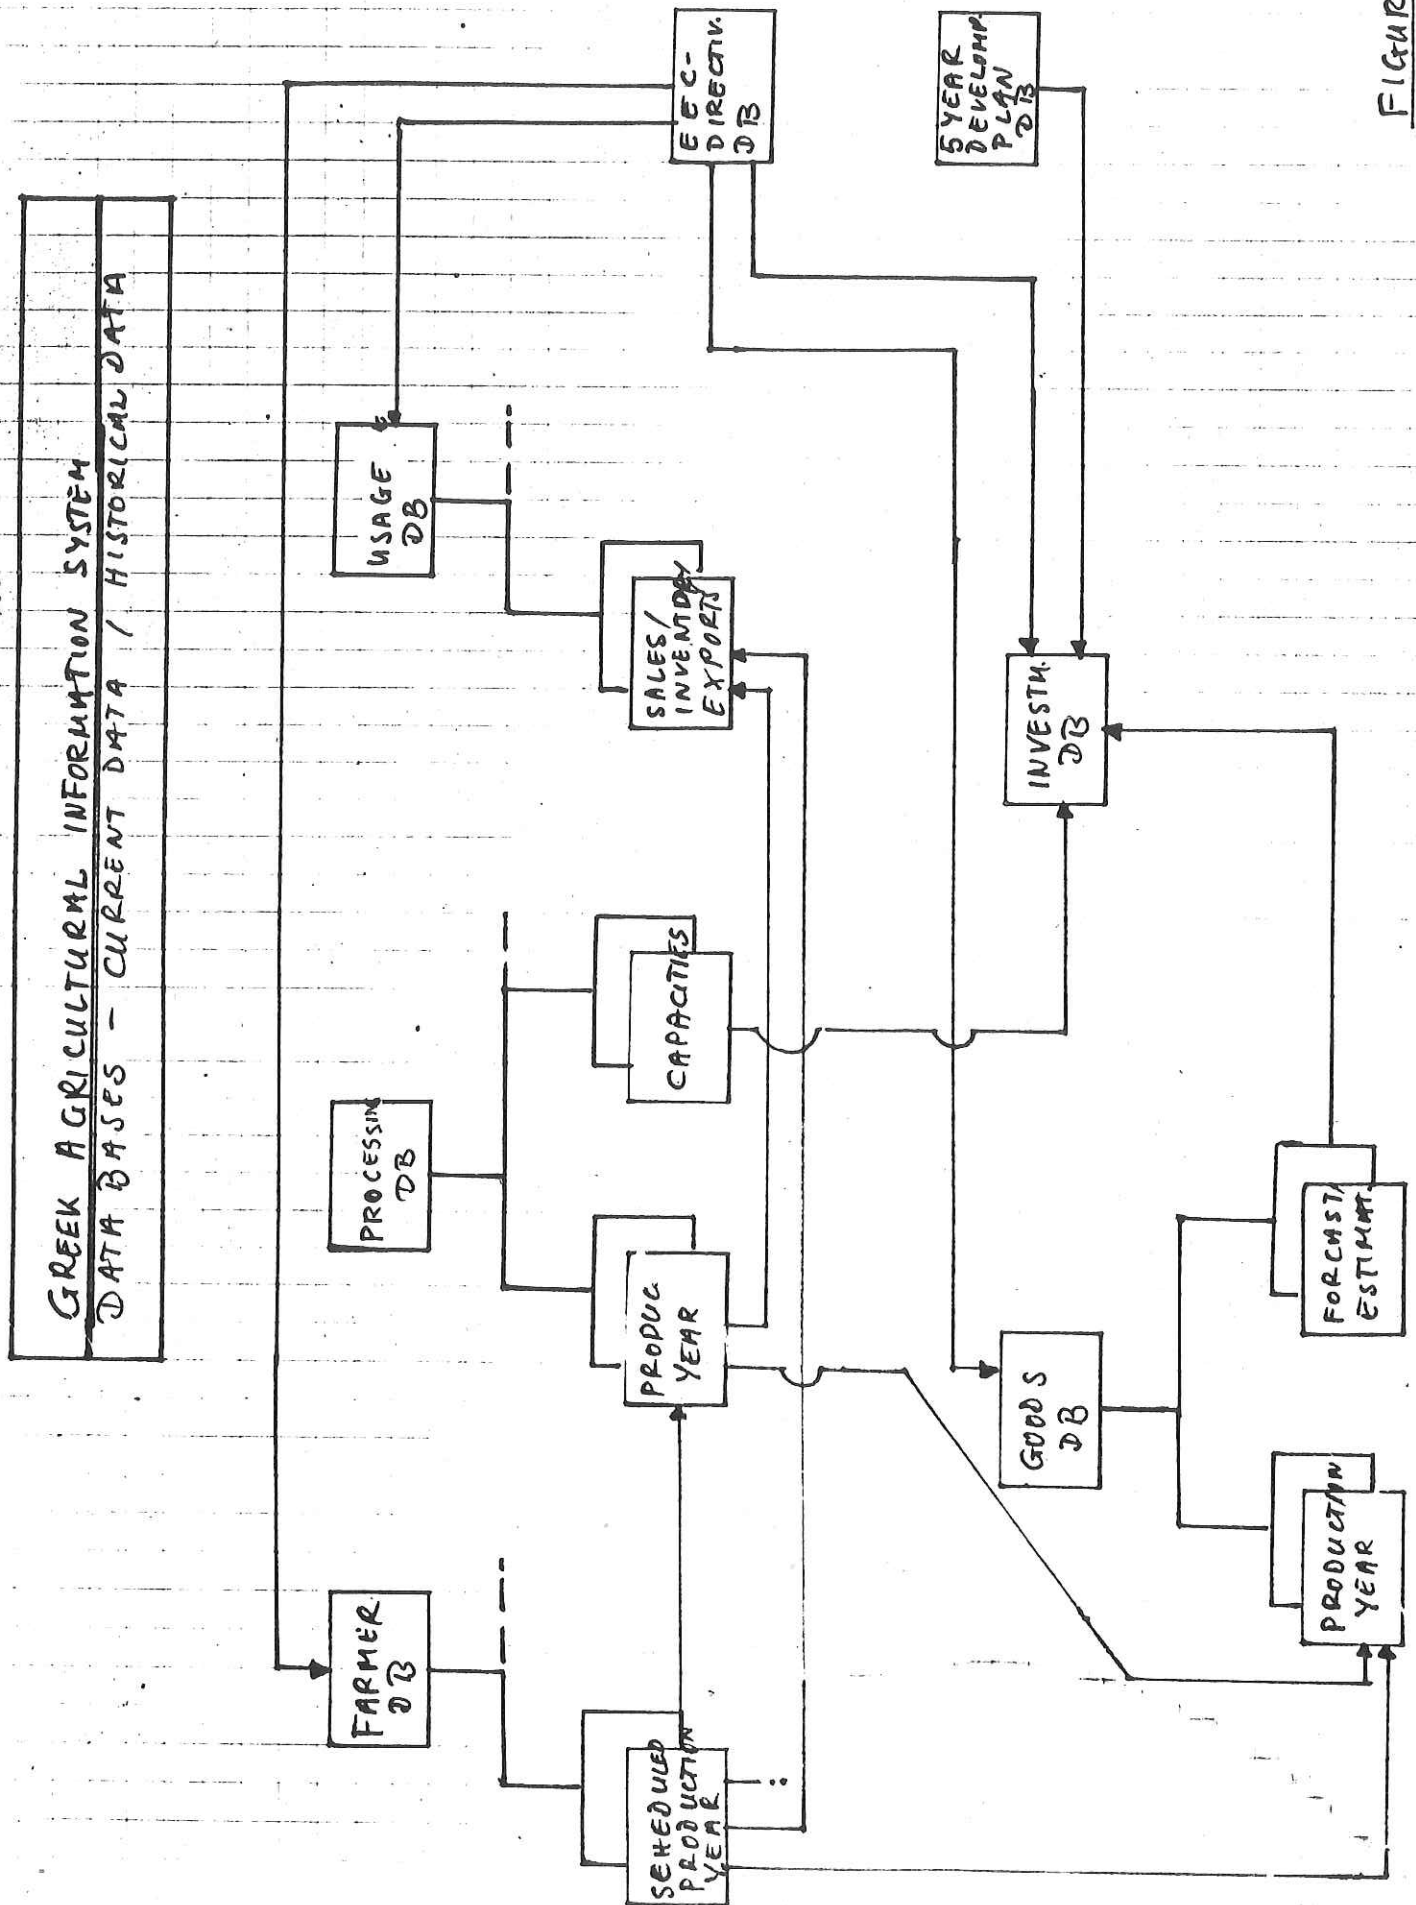 GREEK AGRICULTURAL INFORMATION SYSTEM
DATA BASES - CURRENT DATA / HISTORICAL DATA
FARMER
DB
PROCESSIN
DB
USAGE
DB
EEC-
DIRECTIV.
DB
SCHEDULED
PRODUCTION
YEAR
PRODUC.
YEAR
CAPACITIES
SALES/
INVENTORY
EXPORTS
5 YEAR
DEVELOMP.
PLAN
DB
GOODS
DB
INVESTM.
DB
PRODUCTION
YEAR
FORCAST/
ESTIMAT.
FIGUR